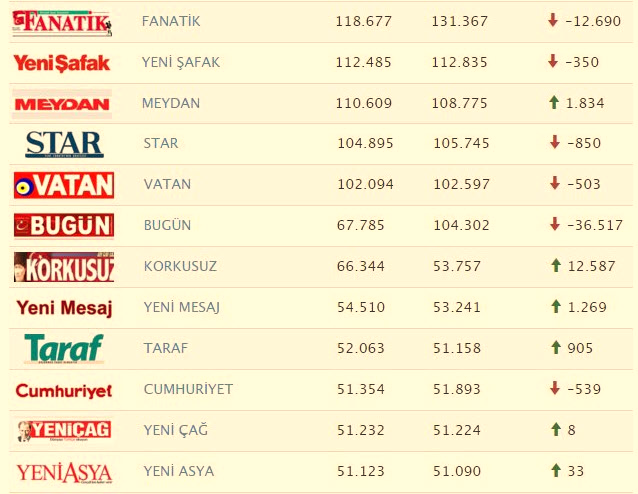 FANATİK FANATİK 118.677 131.367 -12.690
YeniŞafak YENİ ŞAFAK 112.485 112.835 -350
MEYDAN MEYDAN 110.609 108.775 1.834
STAR STAR 104.895 105.745 -850
VATAN VATAN 102.094 102.597 -503
BUGÜN BUGÜN 67.785 104.302 -36.517
KORKUSUZ KORKUSUZ 66.344 53.757 12.587
Yeni Mesaj YENİ MESAJ 54.510 53.241 1.269
Taraf TARAF 52.063 51.158 905
Cumhuriyet CUMHURİYET 51.354 51.893 -539
YENİÇAĞ YENİ ÇAĞ 51.232 51.224 8
YENİASYA YENİ ASYA 51.123 51.090 33